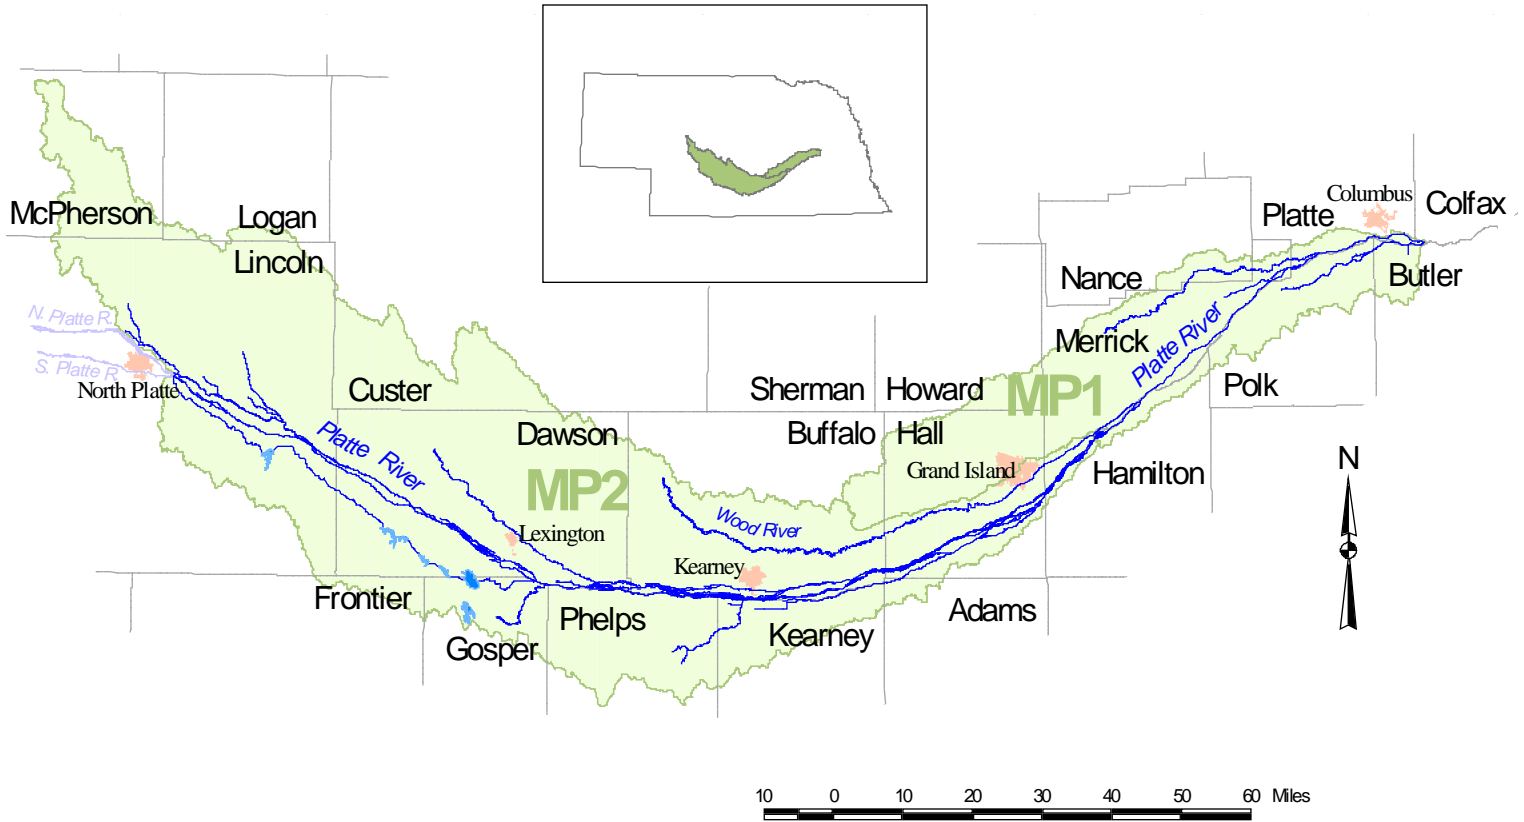 Columbus
McPherson
Logan
Platte
Colfax
Lincoln
Nance
Butler
N. Platte R.
S. Platte R.
North Platte
Merrick
Platte River
Custer
Sherman
Howard
MP1
Polk
Dawson
Buffalo
Hall
Platte River
MP2
Grand Island
Hamilton
N
Wood River
Lexington
Kearney
Frontier
Phelps
Adams
Gosper
Kearney
10 0 10 20 30 40 50 60 Miles